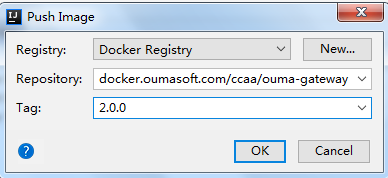 Push Image
Registry: Docker Registry New...
Repository: docker.oumasoft.com/ccaa/ouma-gateway
Tag: 2.0.0
? OK Cancel